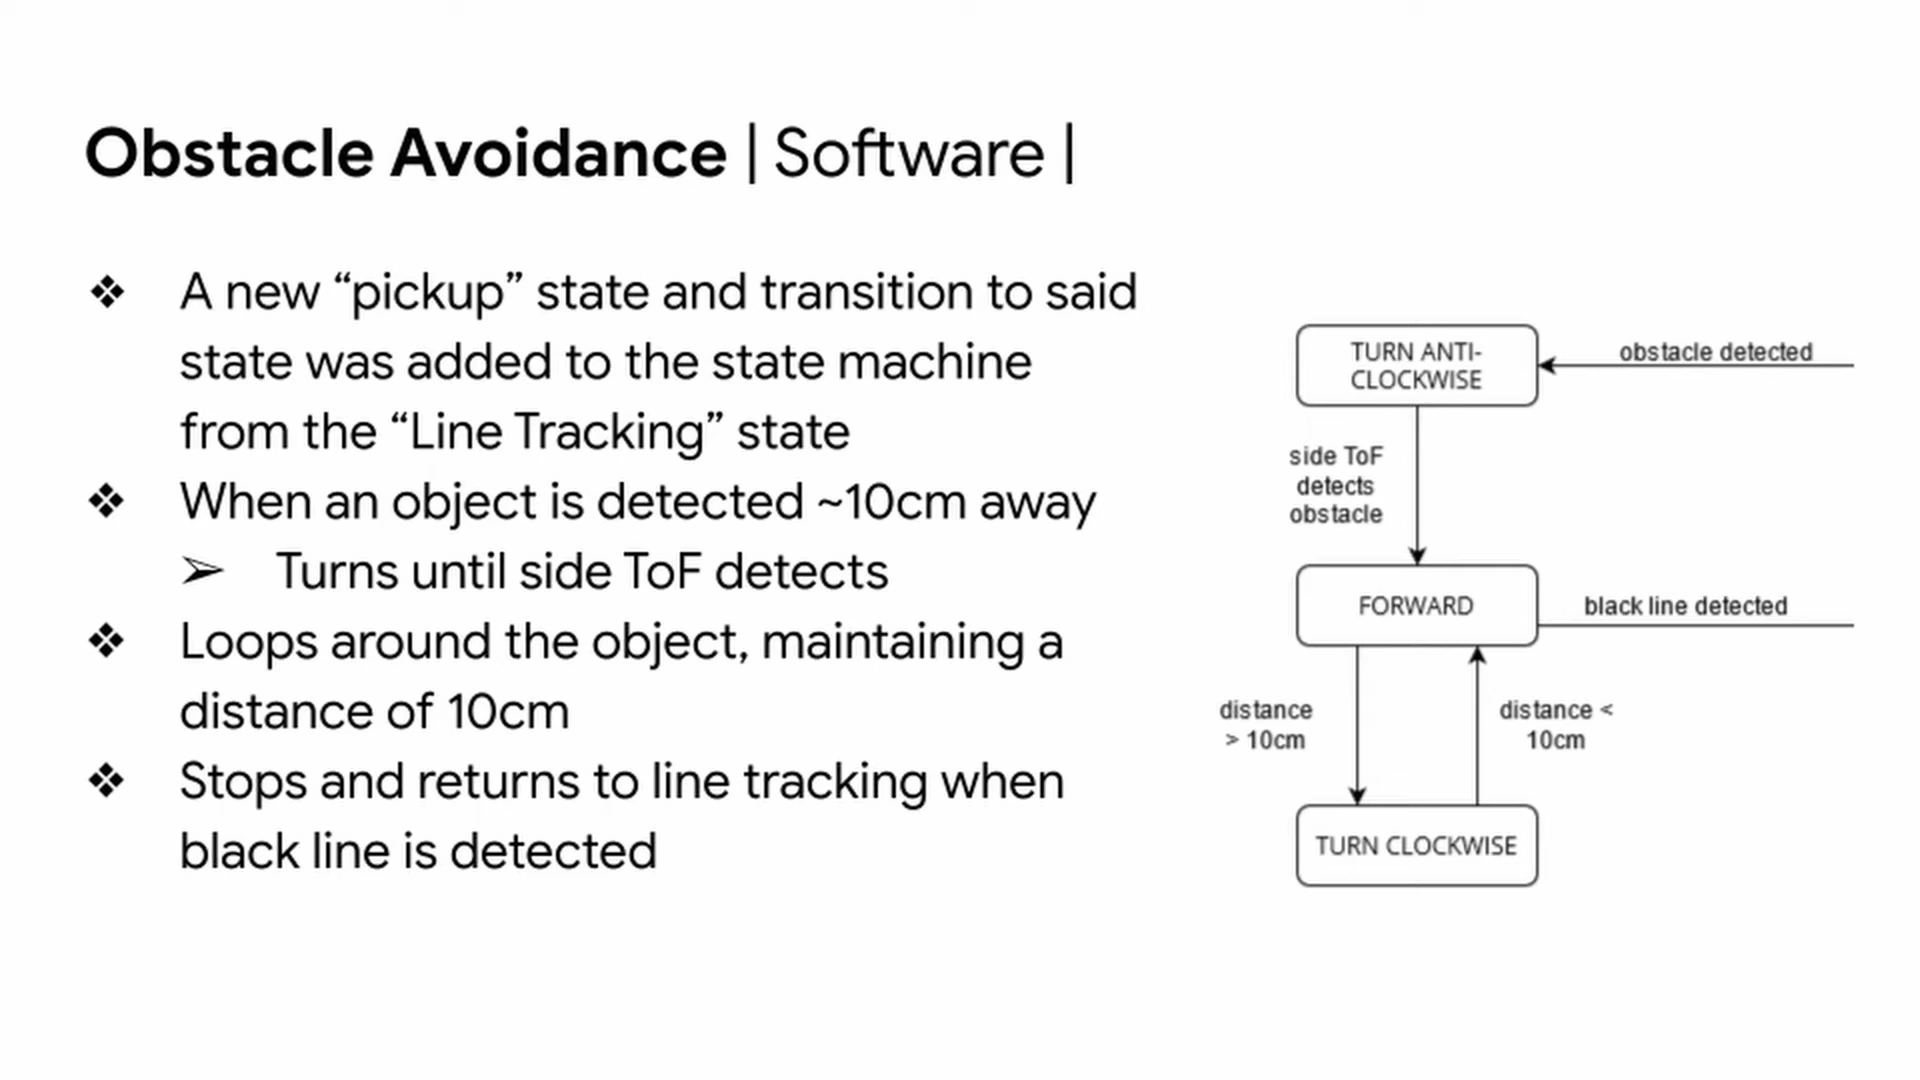 Obstacle Avoidance | Software |
❖ A new “pickup” state and transition to said
state was added to the state machine
from the “Line Tracking” state
❖ When an object is detected ~10cm away
➢ Turns until side ToF detects
❖ Loops around the object, maintaining a
distance of 10cm
❖ Stops and returns to line tracking when
black line is detected
TURN ANTI-
CLOCKWISE
obstacle detected
side ToF
detects
obstacle
FORWARD
black line detected
distance
> 10cm
distance <
10cm
TURN CLOCKWISE